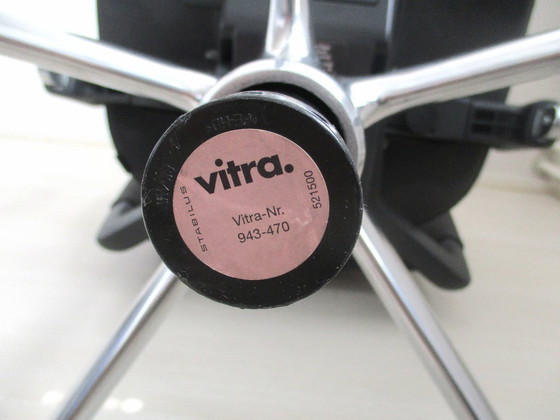 vitra.
Vitra-Nr.
943-470
STABILUS
521500